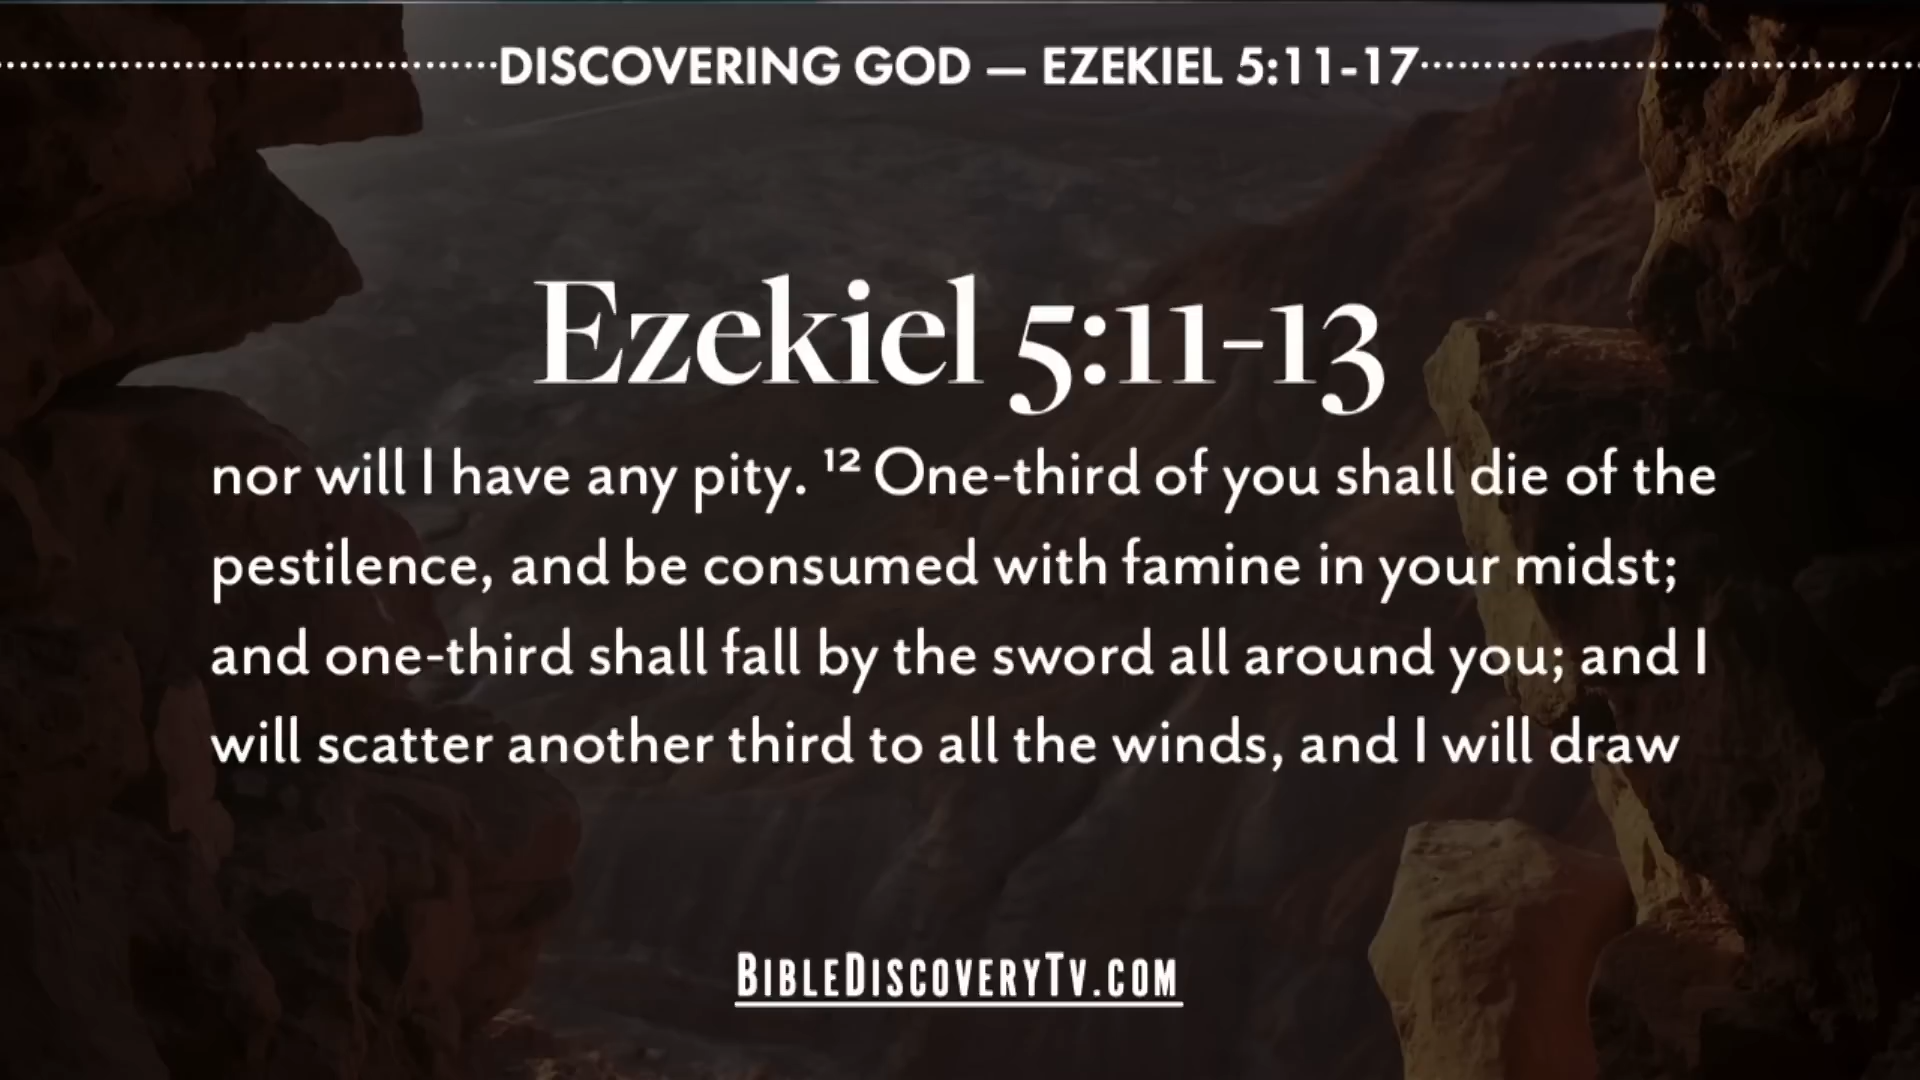 DISCOVERING GOD — EZEKIEL 5:11-17
Ezekiel 5:11-13
nor will I have any pity. ¹² One-third of you shall die of the
pestilence, and be consumed with famine in your midst;
and one-third shall fall by the sword all around you; and I
will scatter another third to all the winds, and I will draw
BIBLEDISCOVERYTV.COM